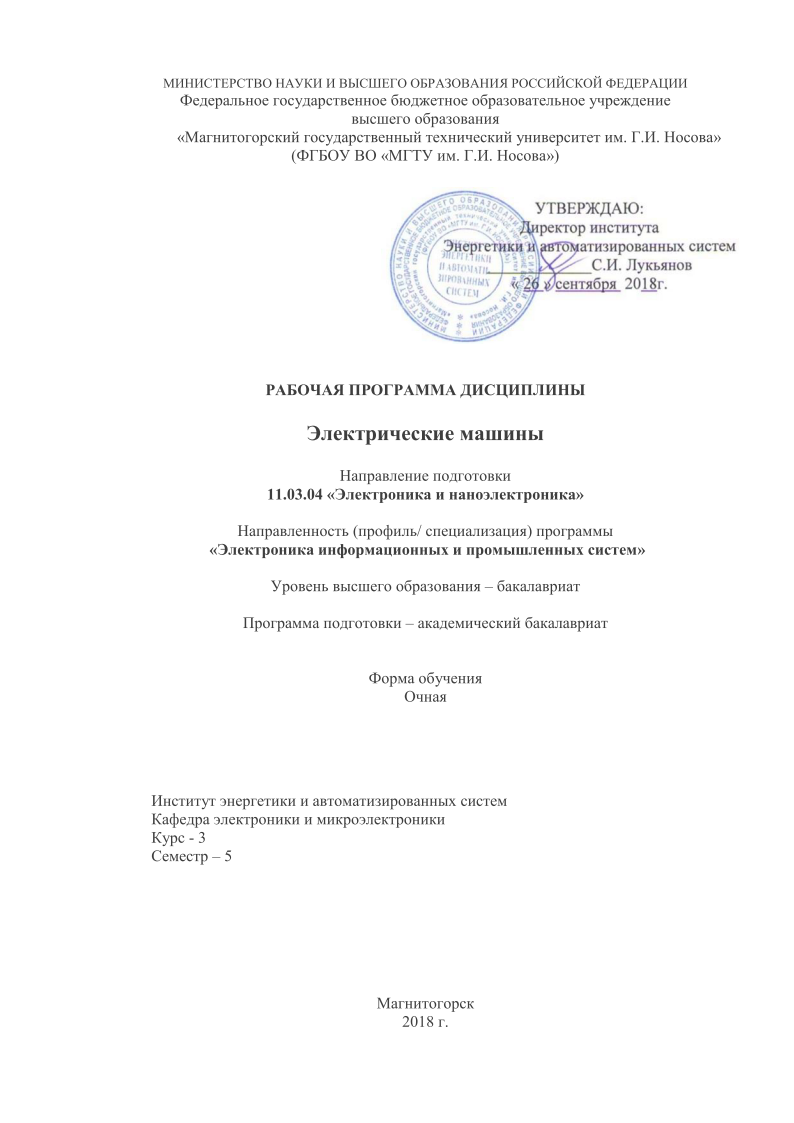 МИНИСТЕРСТВО НАУКИ И ВЫСШЕГО ОБРАЗОВАНИЯ РОССИЙСКОЙ ФЕДЕРАЦИИ
Федеральное государственное бюджетное образовательное учреждение
высшего образования
«Магнитогорский государственный технический университет им. Г.И. Носова»
(ФГБОУ ВО «МГТУ им. Г.И. Носова»)
УТВЕРЖДАЮ:
Директор института
Энергетики и автоматизированных систем
С.И. Лукьянов
« 26 » сентября 2018г.
ЭНЕРГЕТИКИ
И АВТОМАТИ
ЗИРОВАННЫХ
СИСТЕМ
РАБОЧАЯ ПРОГРАММА ДИСЦИПЛИНЫ
Электрические машины
Направление подготовки
11.03.04 «Электроника и наноэлектроника»
Направленность (профиль/ специализация) программы
«Электроника информационных и промышленных систем»
Уровень высшего образования – бакалавриат
Программа подготовки – академический бакалавриат
Форма обучения
Очная
Институт энергетики и автоматизированных систем
Кафедра электроники и микроэлектроники
Курс - 3
Семестр – 5
Магнитогорск
2018 г.